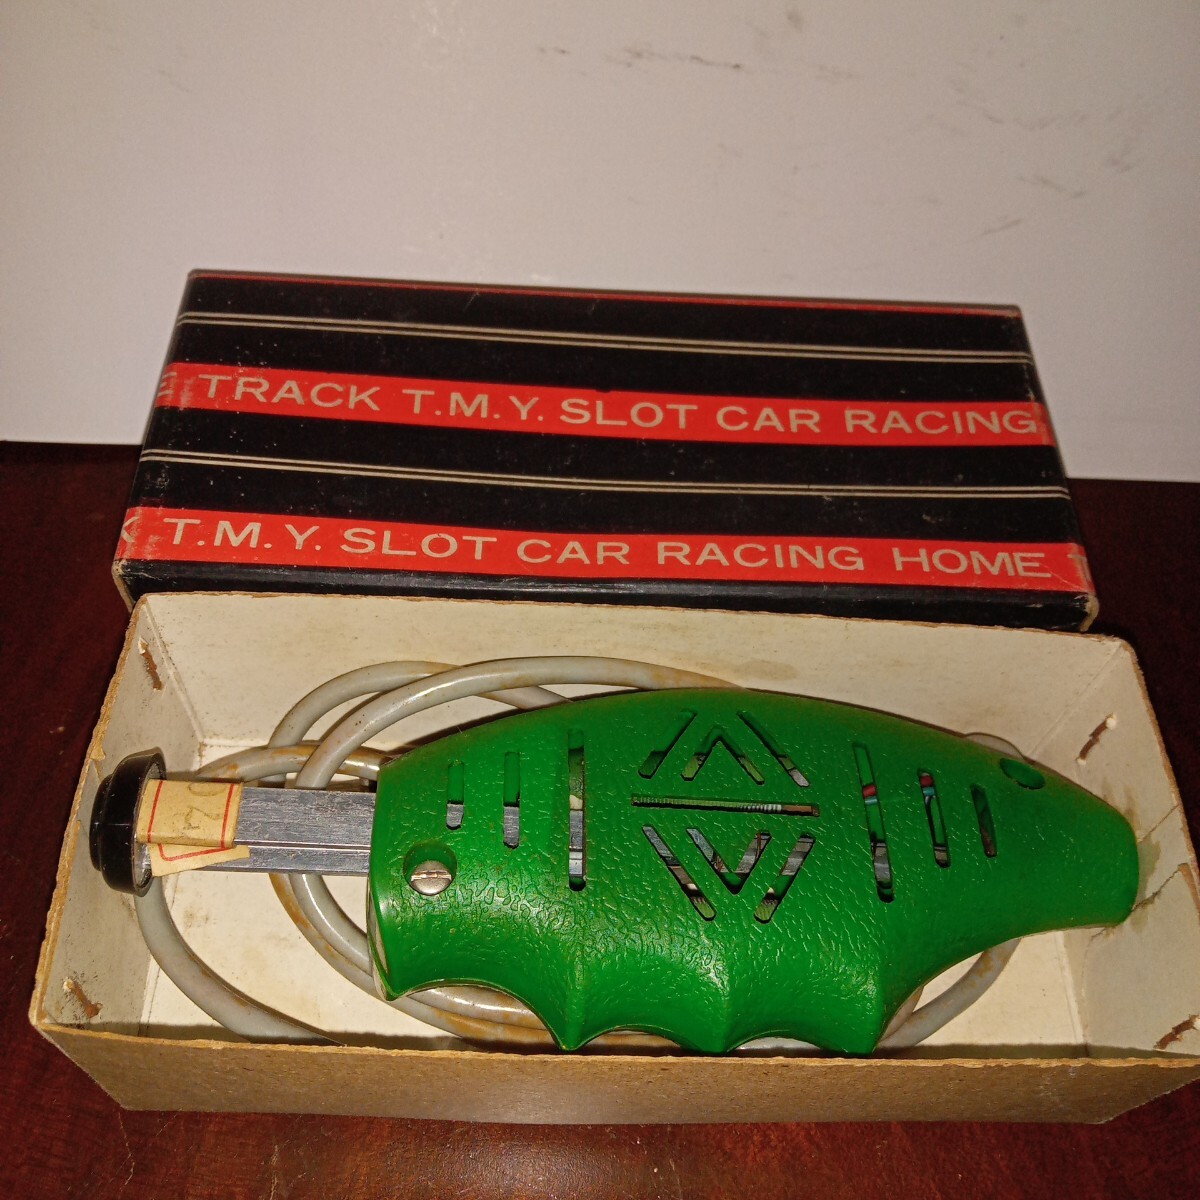 TRACK T.M.Y. SLOT CAR RACING
T.M.Y. SLOT CAR RACING HOME